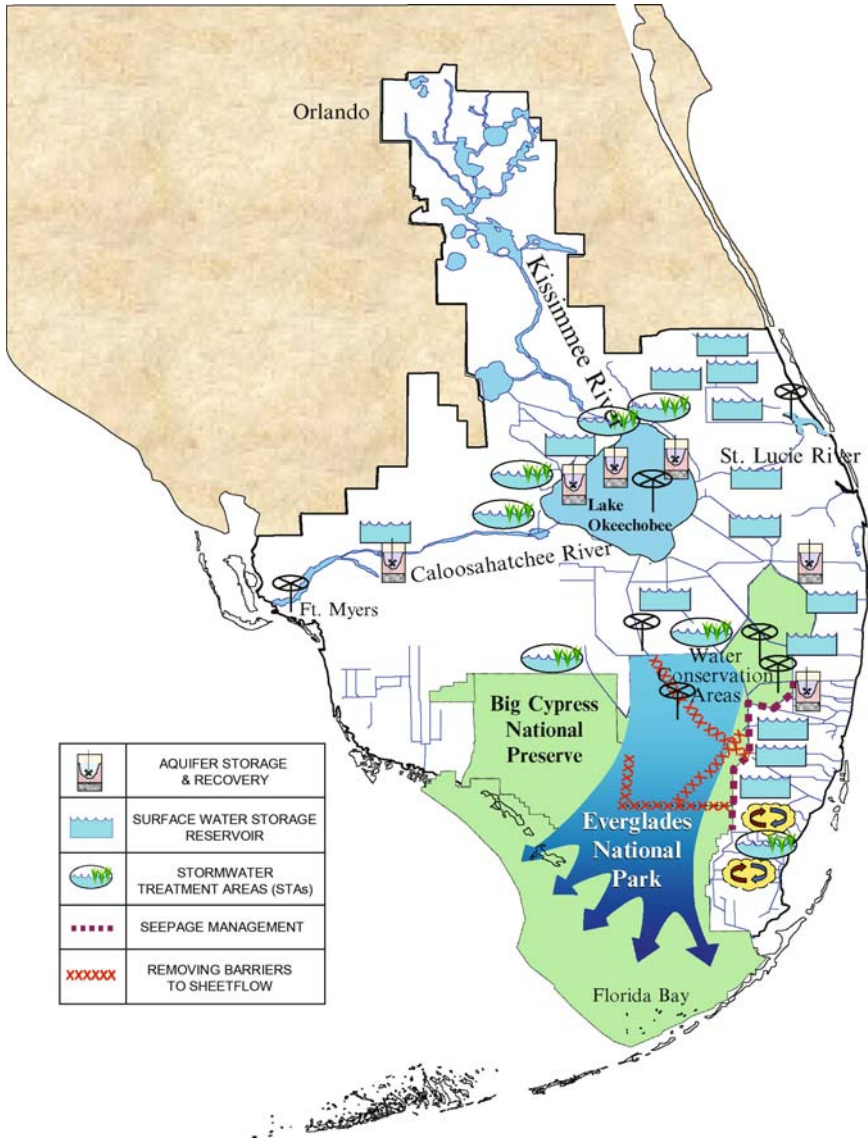 Orlando
Kissimmee River
St. Lucie River
Lake
Okeechobee
Caloosahatchee River
Ft. Myers
Water
Conservation
Areas
Big Cypress
National
Preserve
Everglades
National
Park
Florida Bay
AQUIFER STORAGE
& RECOVERY
SURFACE WATER STORAGE
RESERVOIR
STORMWATER
TREATMENT AREAS (STAs)
SEEPAGE MANAGEMENT
XXXXXX
REMOVING BARRIERS
TO SHEETFLOW